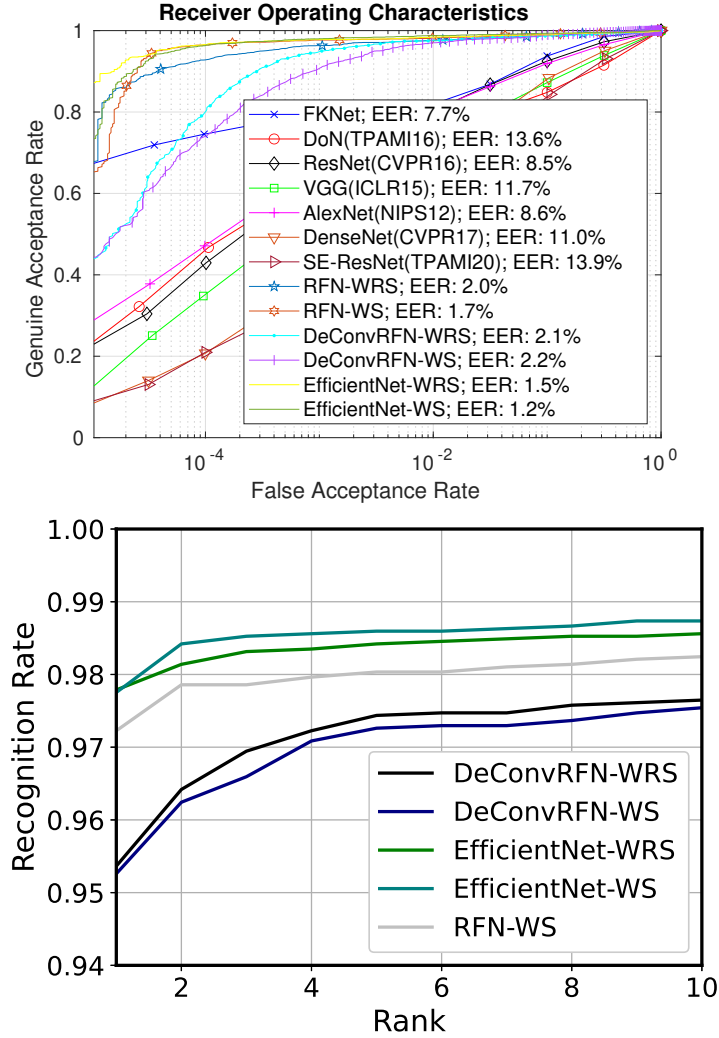 Receiver Operating Characteristics
Genuine Acceptance Rate
1
0.8
0.6
0.4
0.2
0
FKNet; EER: 7.7%
DoN(TPAMI16); EER: 13.6%
ResNet(CVPR16); EER: 8.5%
VGG(ICLR15); EER: 11.7%
AlexNet(NIPS12); EER: 8.6%
DenseNet(CVPR17); EER: 11.0%
SE-ResNet(TPAMI20); EER: 13.9%
RFN-WRS; EER: 2.0%
RFN-WS; EER: 1.7%
DeConvRFN-WRS; EER: 2.1%
DeConvRFN-WS; EER: 2.2%
EfficientNet-WRS; EER: 1.5%
EfficientNet-WS; EER: 1.2%
10^-4 10^-2 10^0
False Acceptance Rate
Recognition Rate
1.00
0.99
0.98
0.97
0.96
0.95
0.94
DeConvRFN-WRS
DeConvRFN-WS
EfficientNet-WRS
EfficientNet-WS
RFN-WS
2 4 6 8 10
Rank